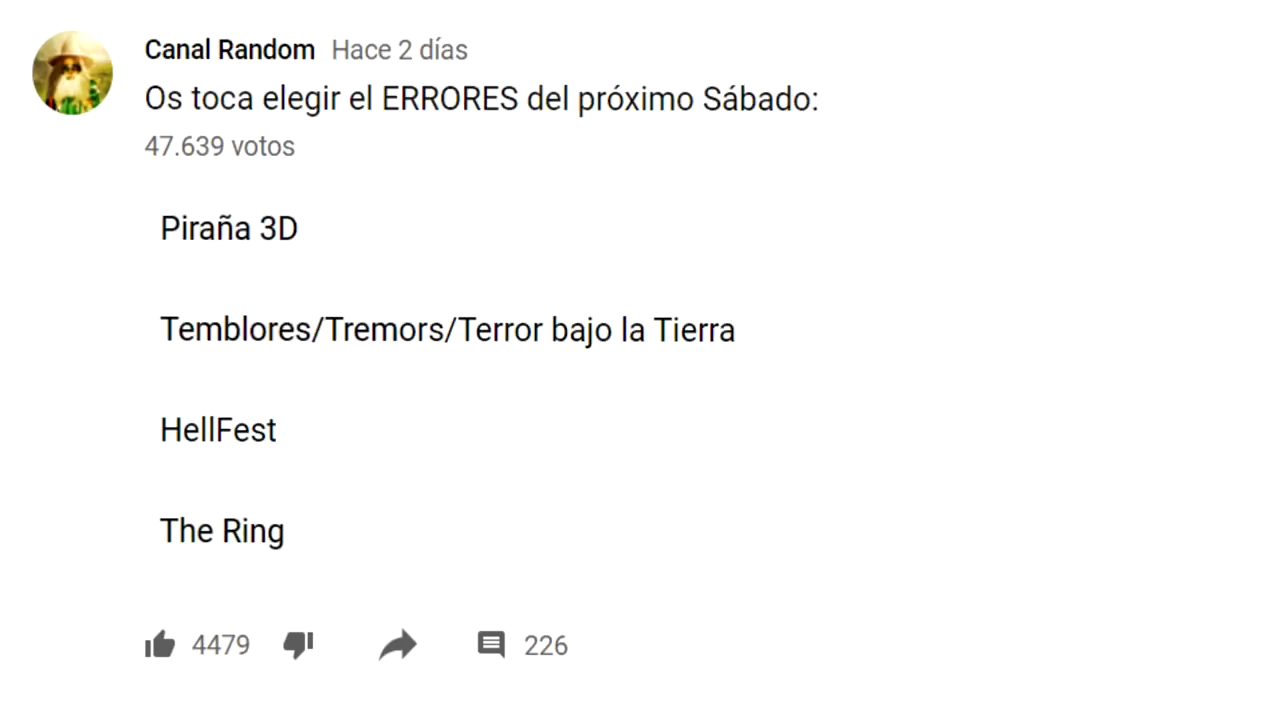 Canal Random Hace 2 días
Os toca elegir el ERRORES del próximo Sábado:
47.639 votos
Piraña 3D
Temblores/Tremors/Terror bajo la Tierra
HellFest
The Ring
4479 226